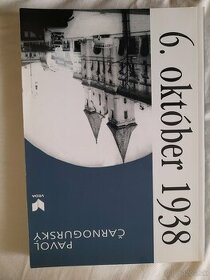 PAVOL
ČARNOGURSKÝ
6. október 1938
VEDA